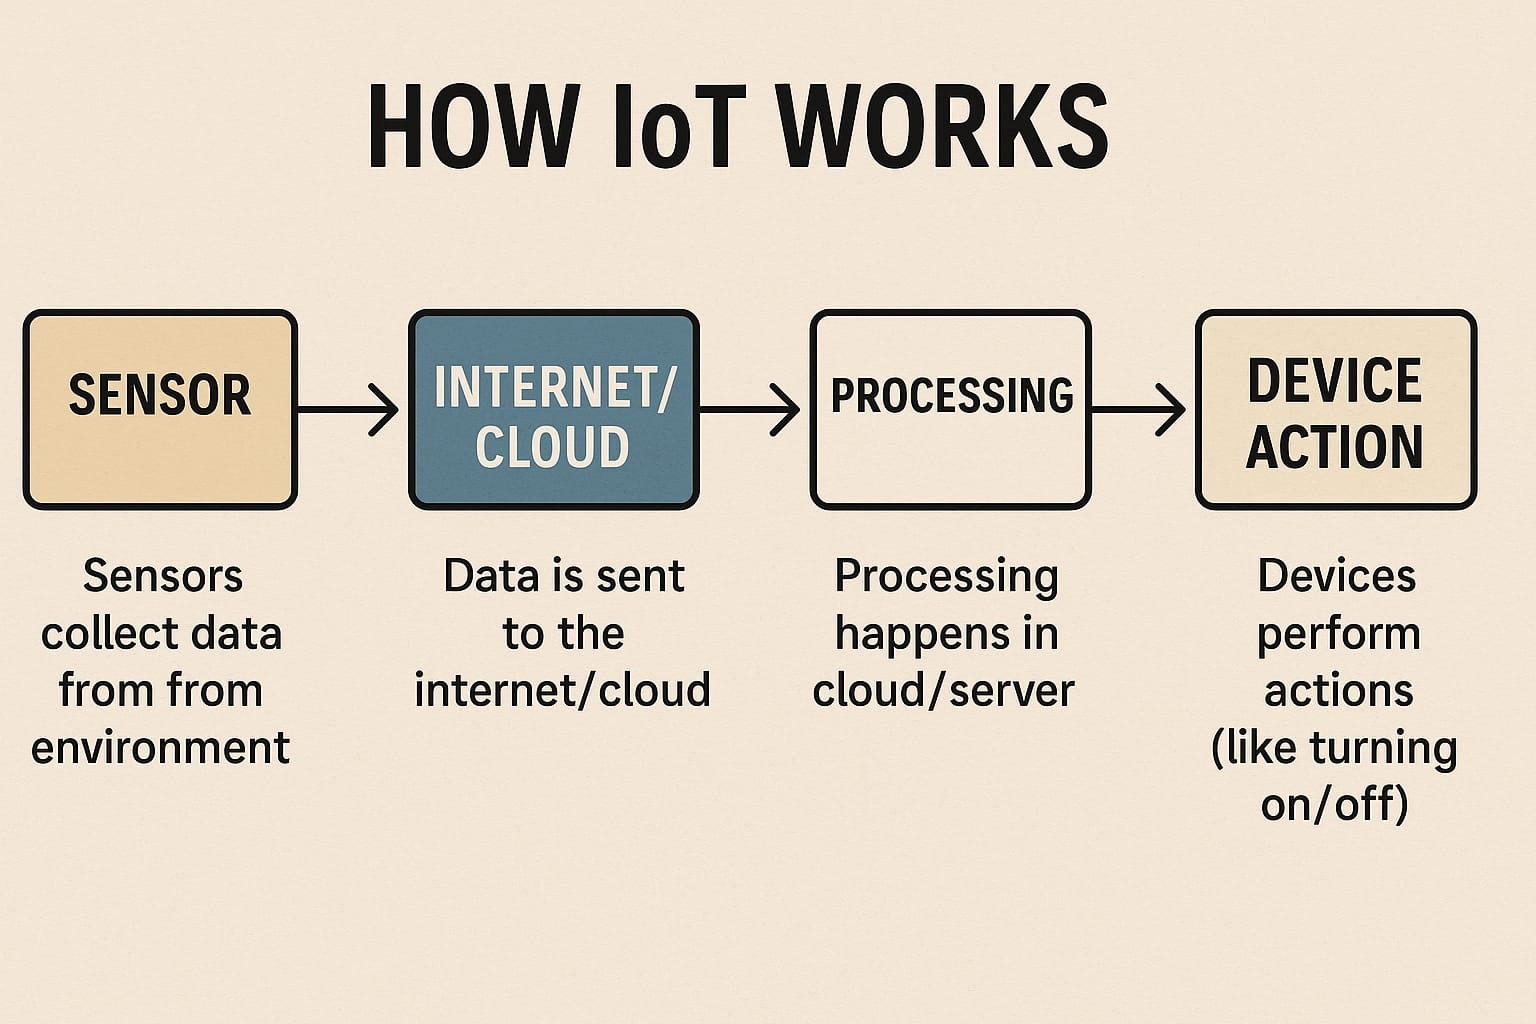 HOW IoT WORKS
SENSOR
INTERNET/
CLOUD
PROCESSING
DEVICE
ACTION
Sensors
collect data
from from
environment
Data is sent
to the
internet/cloud
Processing
happens in
cloud/server
Devices
perform
actions
(like turning
on/off)